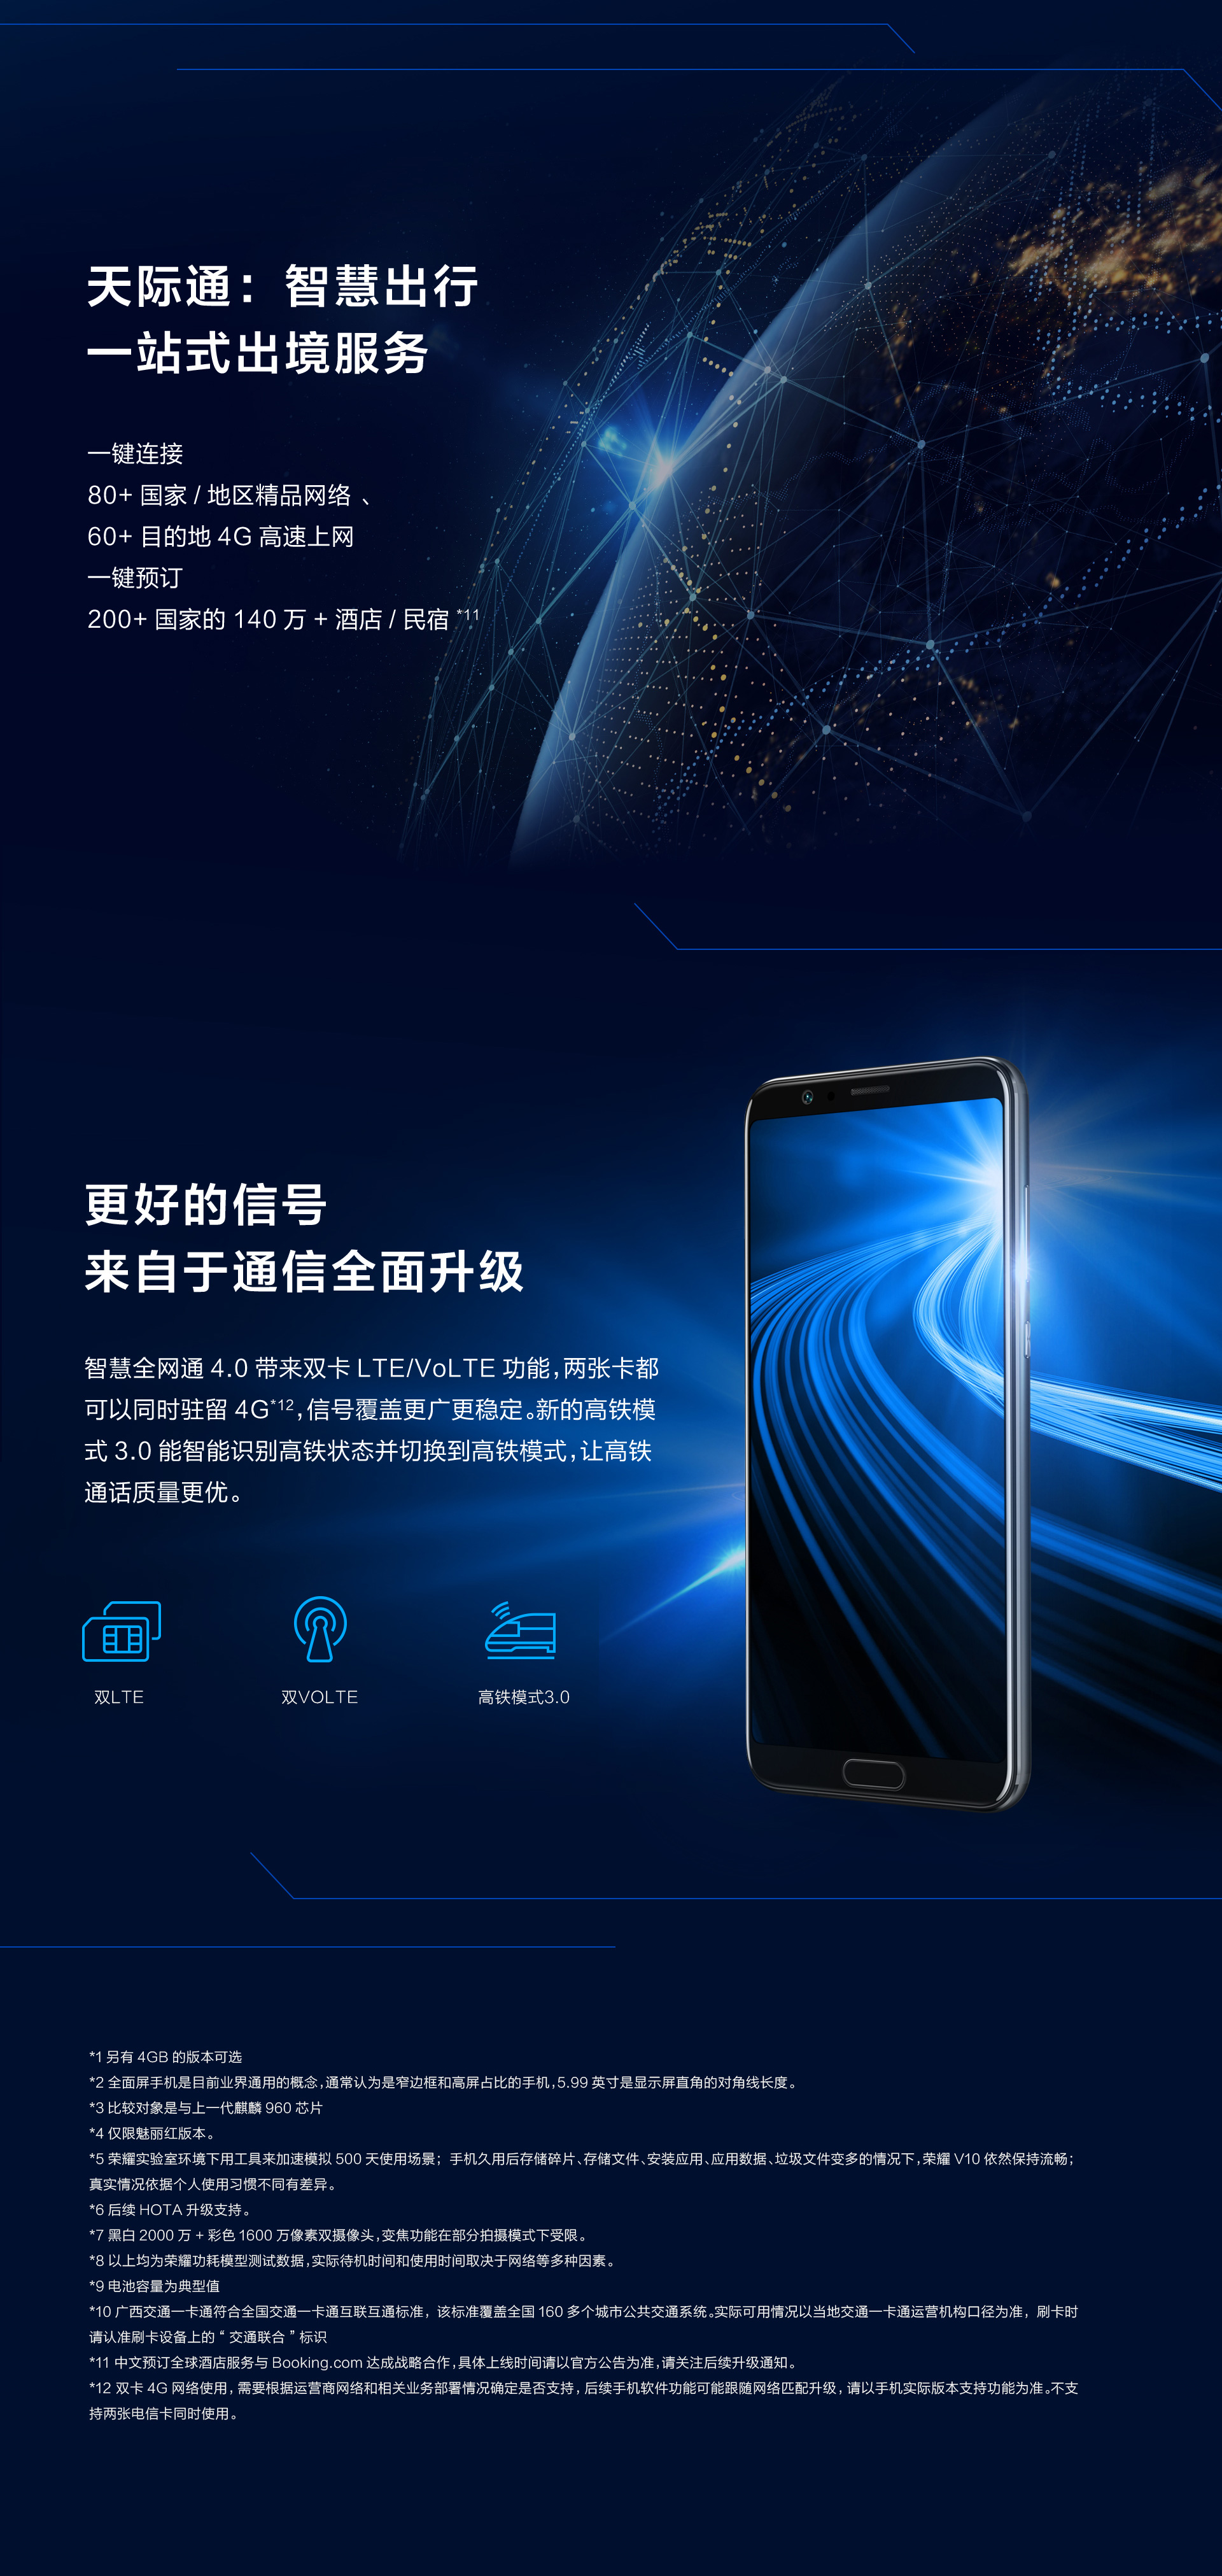 天际通：智慧出行
一站式出境服务
一键连接
80+ 国家 / 地区精品网络 、
60+ 目的地 4G 高速上网
一键预订
200+ 国家的 140 万 + 酒店 / 民宿 *11
更好的信号
来自于通信全面升级
智慧全网通 4.0 带来双卡 LTE/VoLTE 功能，两张卡都
可以同时驻留 4G*12，信号覆盖更广更稳定。新的高铁模
式 3.0 能智能识别高铁状态并切换到高铁模式，让高铁
通话质量更优。
双LTE
双VOLTE
高铁模式3.0
*1 另有 4GB 的版本可选
*2 全面屏手机是目前业界通用的概念，通常认为是窄边框和高屏占比的手机，5.99 英寸是显示屏直角的对角线长度。
*3 比较对象是与上一代麒麟 960 芯片
*4 仅限魅丽红版本。
*5 荣耀实验室环境下用工具来加速模拟 500 天使用场景；手机久用后存储碎片、存储文件、安装应用、应用数据、垃圾文件变多的情况下，荣耀 V10 依然保持流畅；
真实情况依据个人使用习惯不同有差异。
*6 后续 HOTA 升级支持。
*7 黑白 2000 万 + 彩色 1600 万像素双摄像头，变焦功能在部分拍摄模式下受限。
*8 以上均为荣耀功耗模型测试数据，实际待机时间和使用时间取决于网络等多种因素。
*9 电池容量为典型值
*10 广西交通一卡通符合全国交通一卡通互联互通标准，该标准覆盖全国 160 多个城市公共交通系统。实际可用情况以当地交通一卡通运营机构口径为准，刷卡时
请认准刷卡设备上的 “ 交通联合 ” 标识
*11 中文预订全球酒店服务与 Booking.com 达成战略合作，具体上线时间请以官方公告为准，请关注后续升级通知。
*12 双卡 4G 网络使用，需要根据运营商网络和相关业务部署情况确定是否支持，后续手机软件功能可能跟随网络匹配升级，请以手机实际版本支持功能为准。不支
持两张电信卡同时使用。